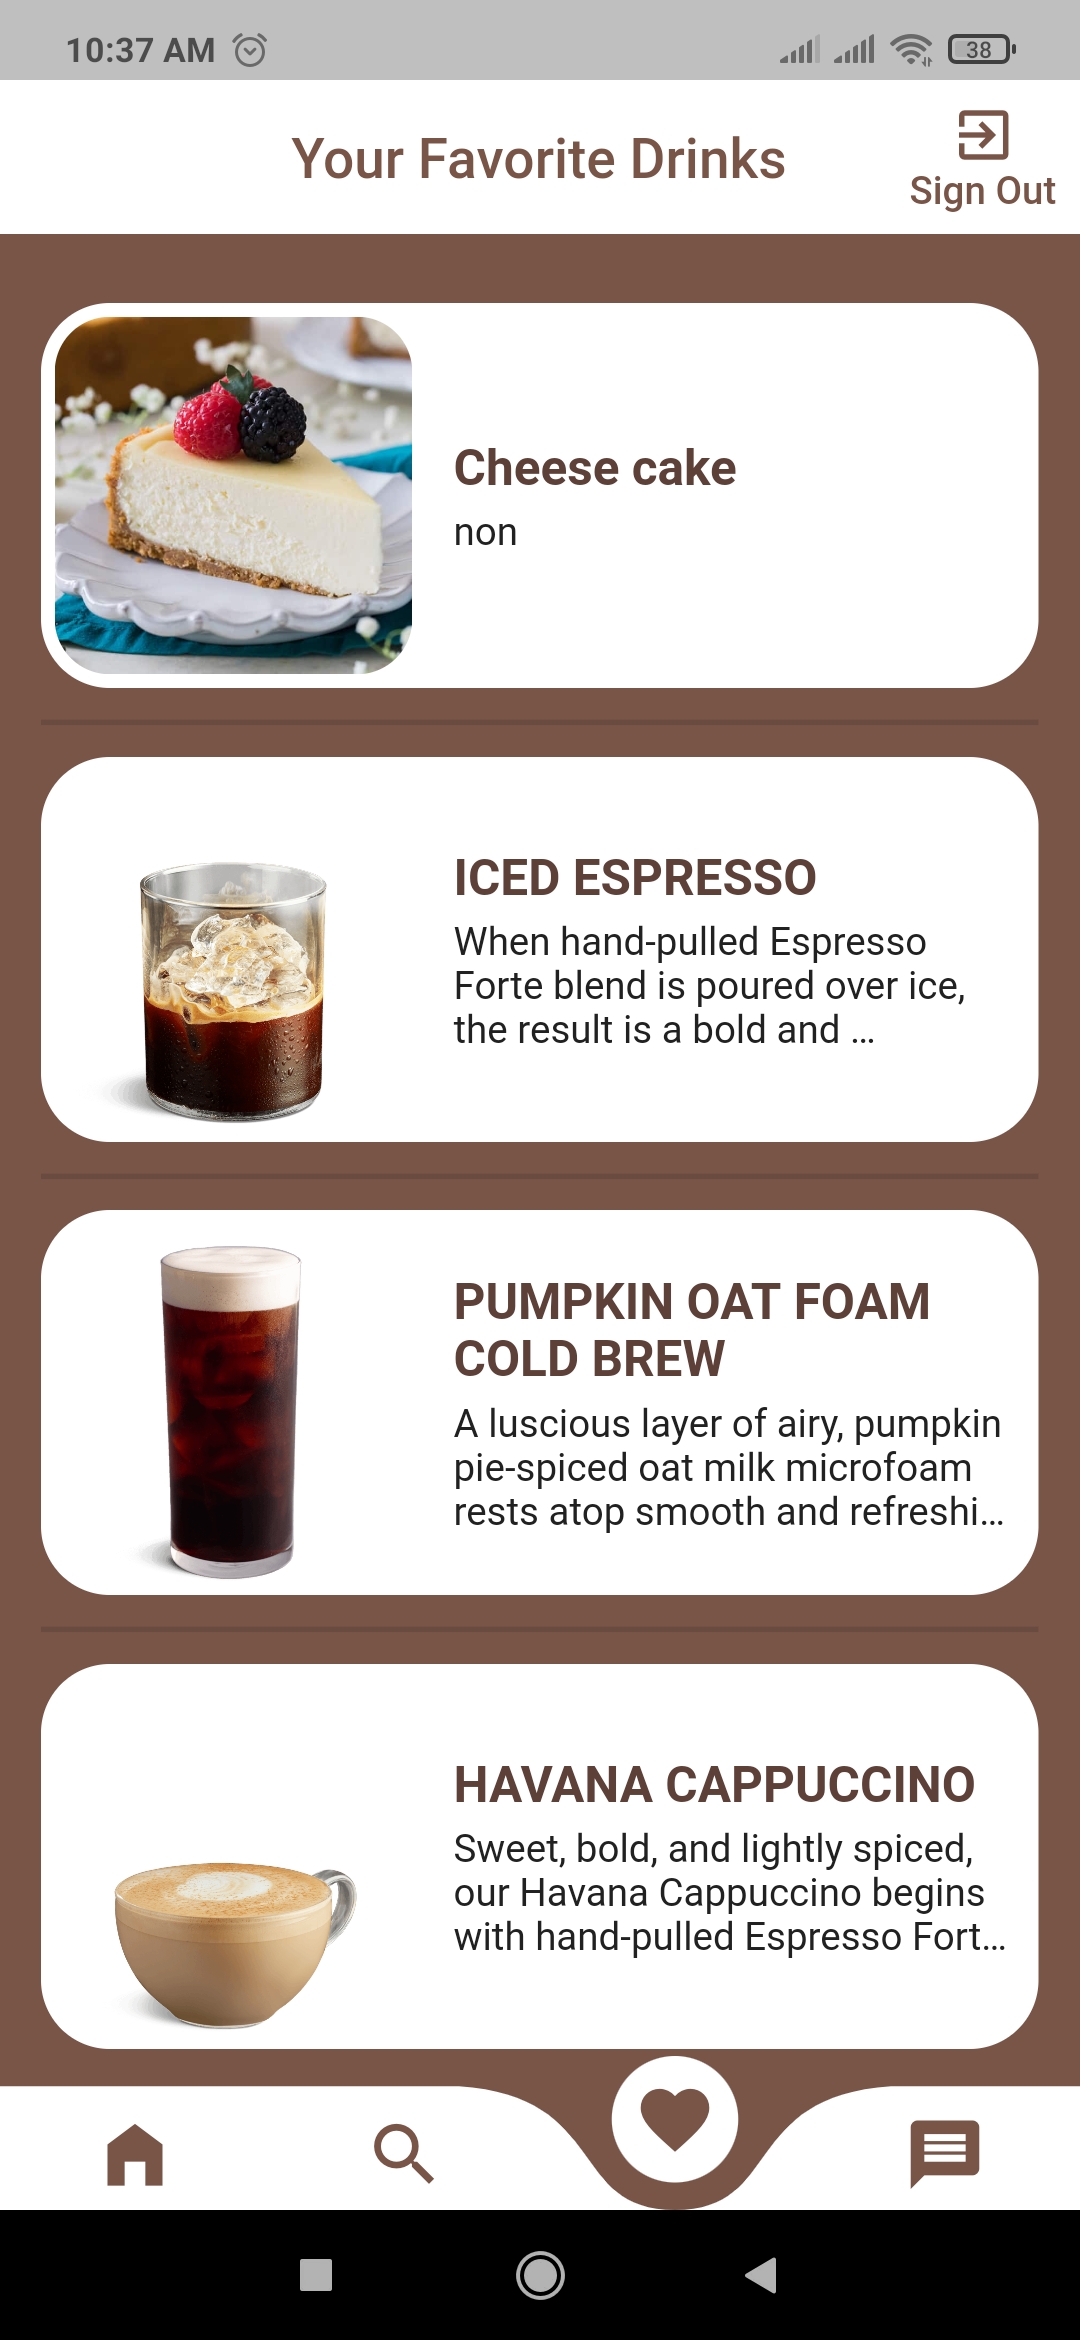 10:37 AM
38
Your Favorite Drinks
Sign Out
Cheese cake
non
ICED ESPRESSO
When hand-pulled Espresso
Forte blend is poured over ice,
the result is a bold and ...
PUMPKIN OAT FOAM
COLD BREW
A luscious layer of airy, pumpkin
pie-spiced oat milk microfoam
rests atop smooth and refreshi...
HAVANA CAPPUCCINO
Sweet, bold, and lightly spiced,
our Havana Cappuccino begins
with hand-pulled Espresso Fort...